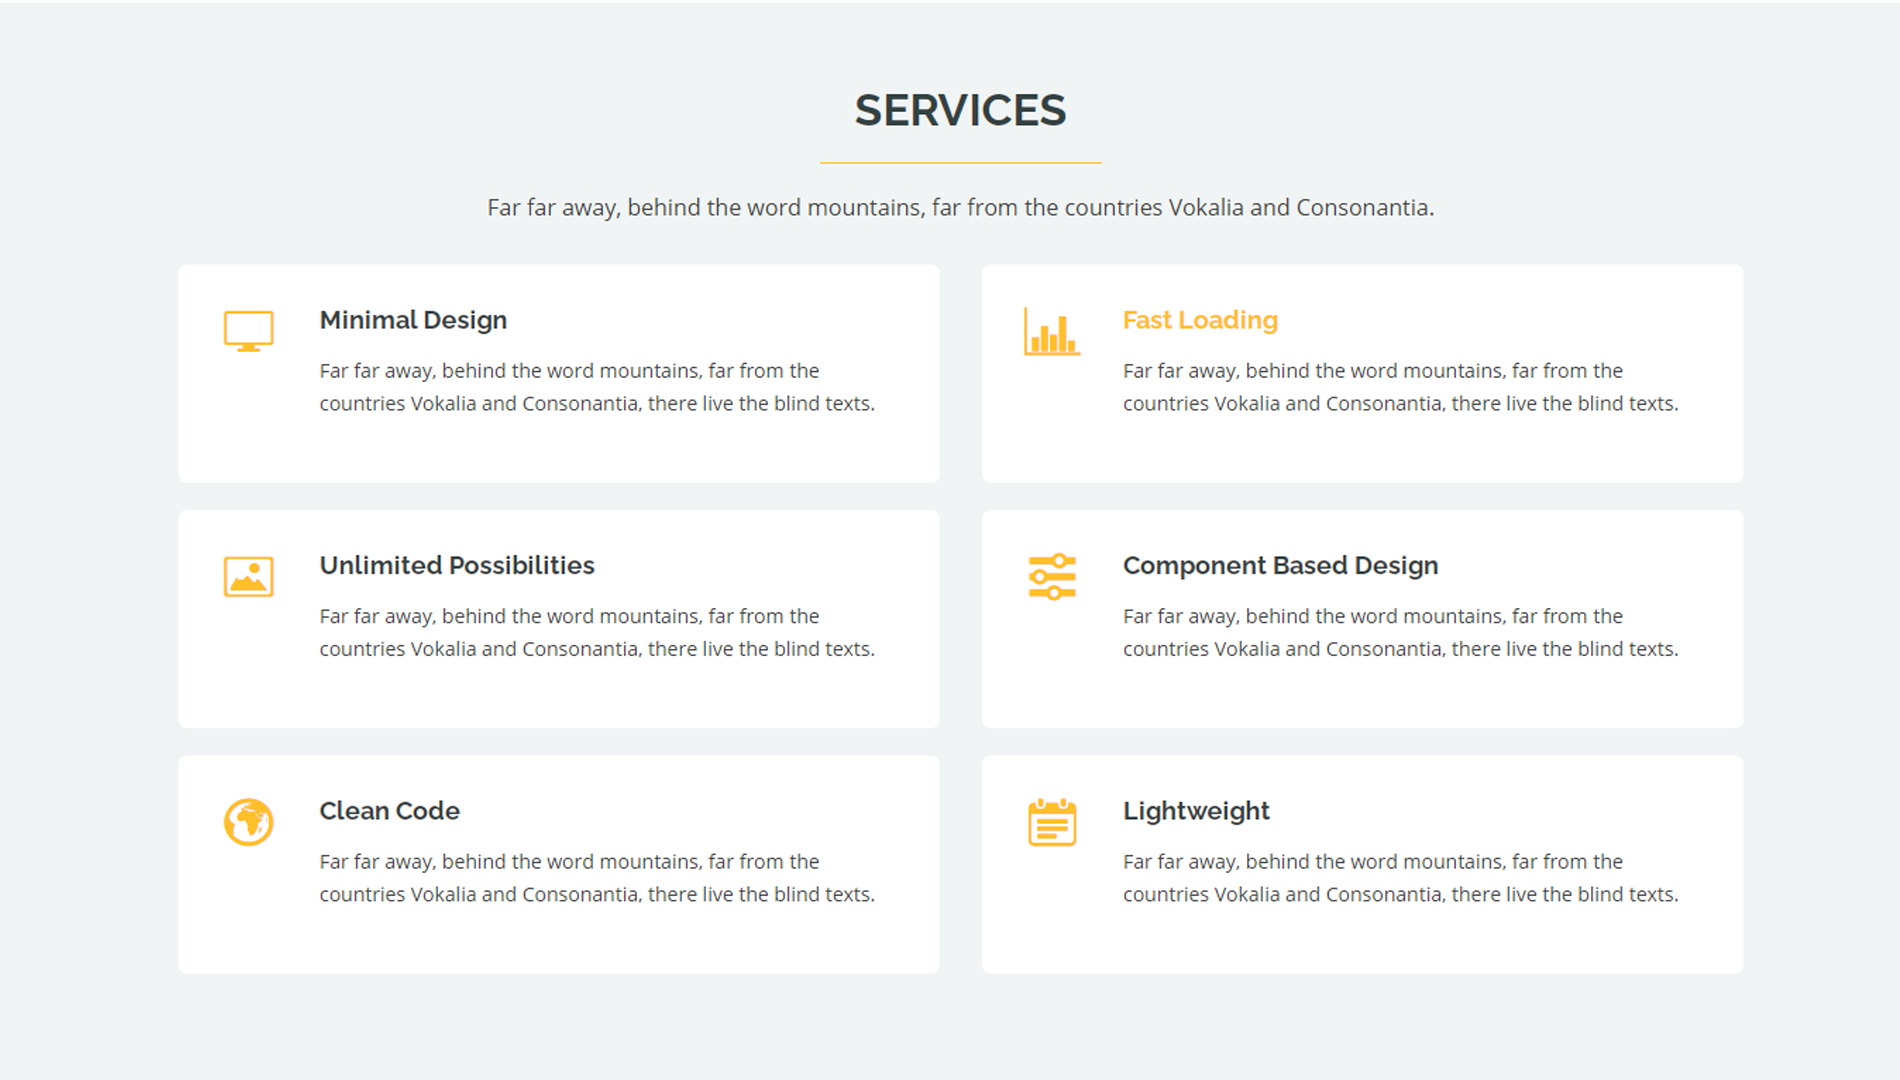 SERVICES
Far far away, behind the word mountains, far from the countries Vokalia and Consonantia.
Minimal Design
Far far away, behind the word mountains, far from the
countries Vokalia and Consonantia, there live the blind texts.
Fast Loading
Far far away, behind the word mountains, far from the
countries Vokalia and Consonantia, there live the blind texts.
Unlimited Possibilities
Far far away, behind the word mountains, far from the
countries Vokalia and Consonantia, there live the blind texts.
Component Based Design
Far far away, behind the word mountains, far from the
countries Vokalia and Consonantia, there live the blind texts.
Clean Code
Far far away, behind the word mountains, far from the
countries Vokalia and Consonantia, there live the blind texts.
Lightweight
Far far away, behind the word mountains, far from the
countries Vokalia and Consonantia, there live the blind texts.